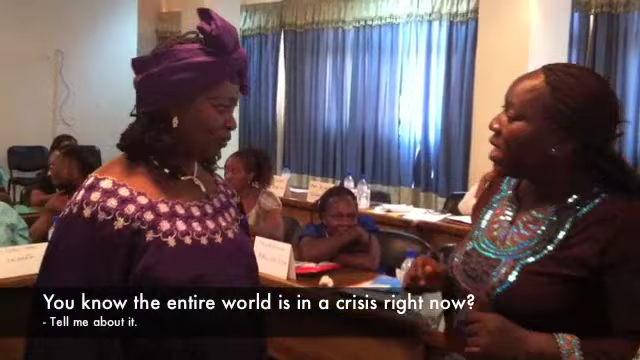 You know the entire world is in a crisis right now?
- Tell me about it.